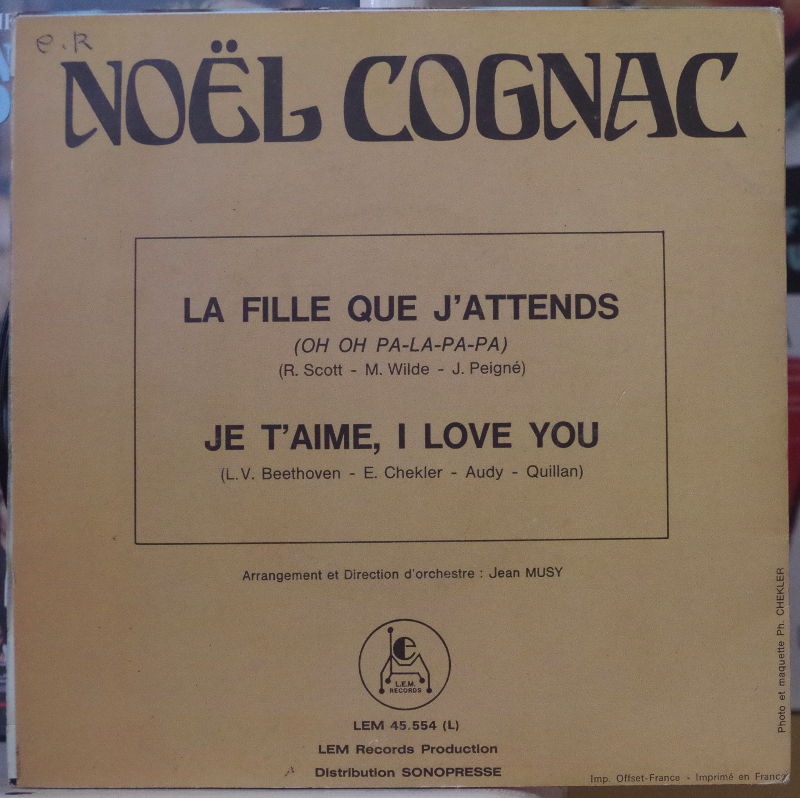 e.R
NOËL COGNAC
LA FILLE QUE J'ATTENDS
(OH OH PA-LA-PA-PA)
(R. Scott - M. Wilde - J. Peigné)
JE T'AIME, I LOVE YOU
(L.V. Beethoven - E. Chekler - Audy - Quillan)
Arrangement et Direction d'orchestre : Jean MUSY
L.E.M.
RECORDS
LEM 45.554 (L)
LEM Records Production
Distribution SONOPRESSE
Imp. Offset-France - Imprimé en France
Photo et maquette Ph. CHEKLER